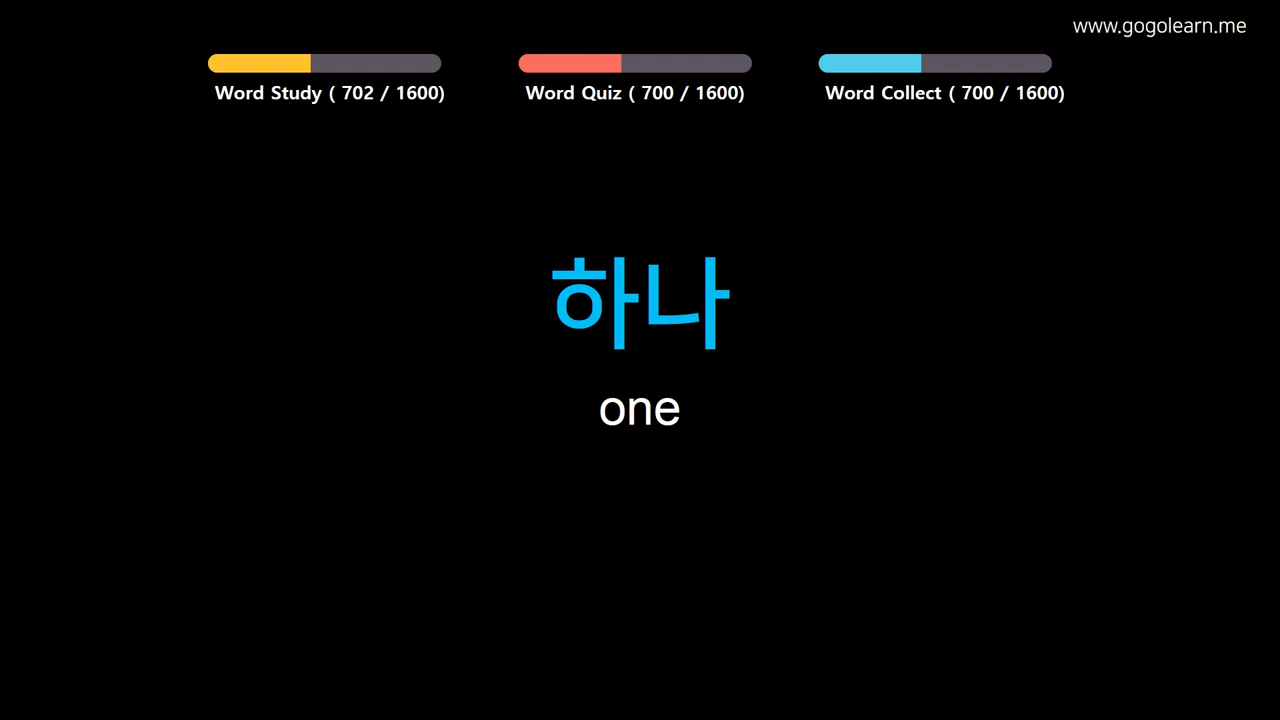 www.gogolearn.me
Word Study ( 702 / 1600)
Word Quiz ( 700 / 1600)
Word Collect ( 700 / 1600)
하나
one